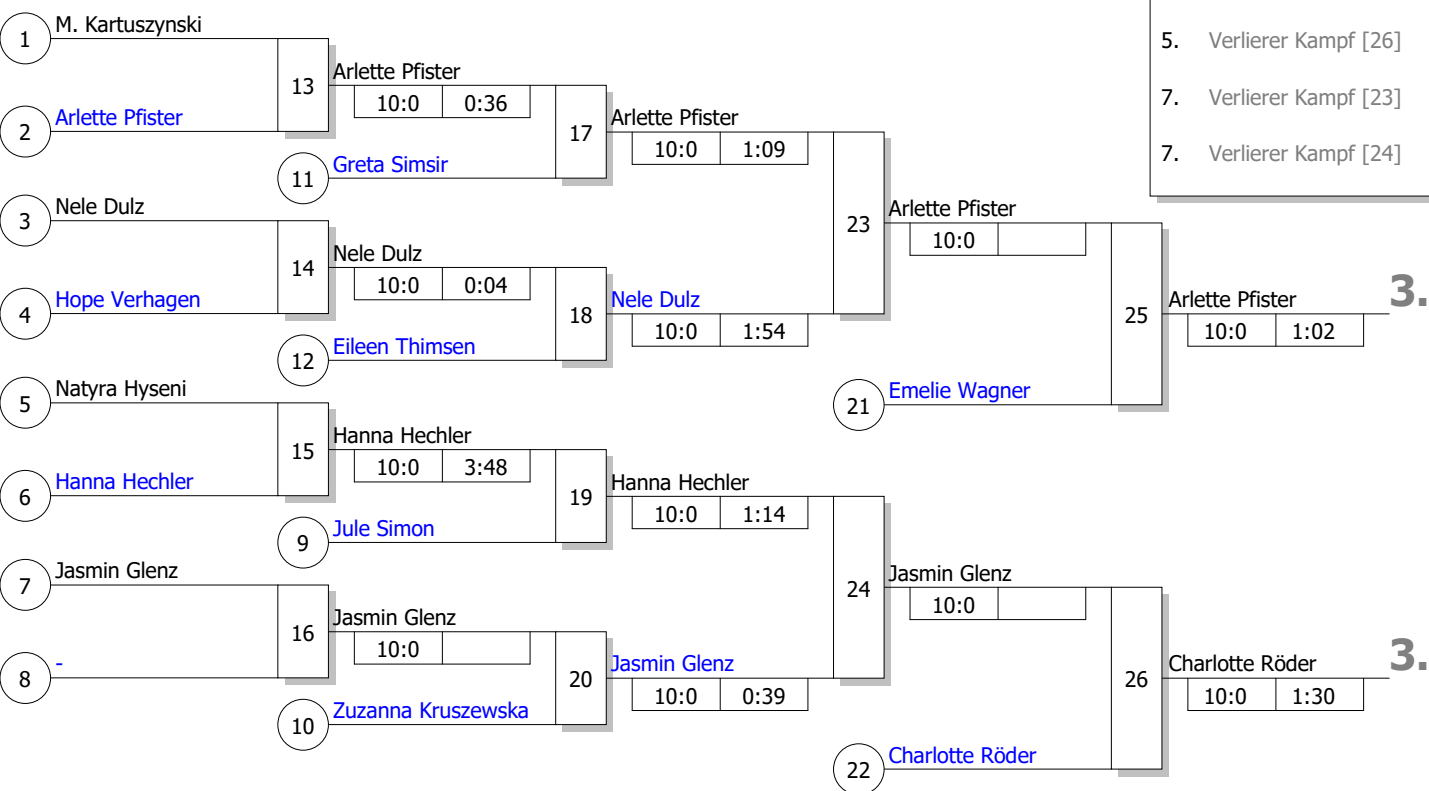 1 M. Kartuszynski
2 Arlette Pfister
13 Arlette Pfister
10:0 0:36
11 Greta Simsir
17 Arlette Pfister
10:0 1:09
3 Nele Dulz
4 Hope Verhagen
14 Nele Dulz
10:0 0:04
12 Eileen Thimsen
18 Nele Dulz
10:0 1:54
23 Arlette Pfister
10:0
21 Emelie Wagner
25 Arlette Pfister 3.
10:0 1:02
5 Natyra Hyseni
6 Hanna Hechler
15 Hanna Hechler
10:0 3:48
9 Jule Simon
19 Hanna Hechler
10:0 1:14
7 Jasmin Glenz
8 -
16 Jasmin Glenz
10:0
10 Zuzanna Kruszewska
20 Jasmin Glenz
10:0 0:39
24 Jasmin Glenz
10:0
22 Charlotte Röder
26 Charlotte Röder 3.
10:0 1:30
5. Verlierer Kampf [26]
7. Verlierer Kampf [23]
7. Verlierer Kampf [24]